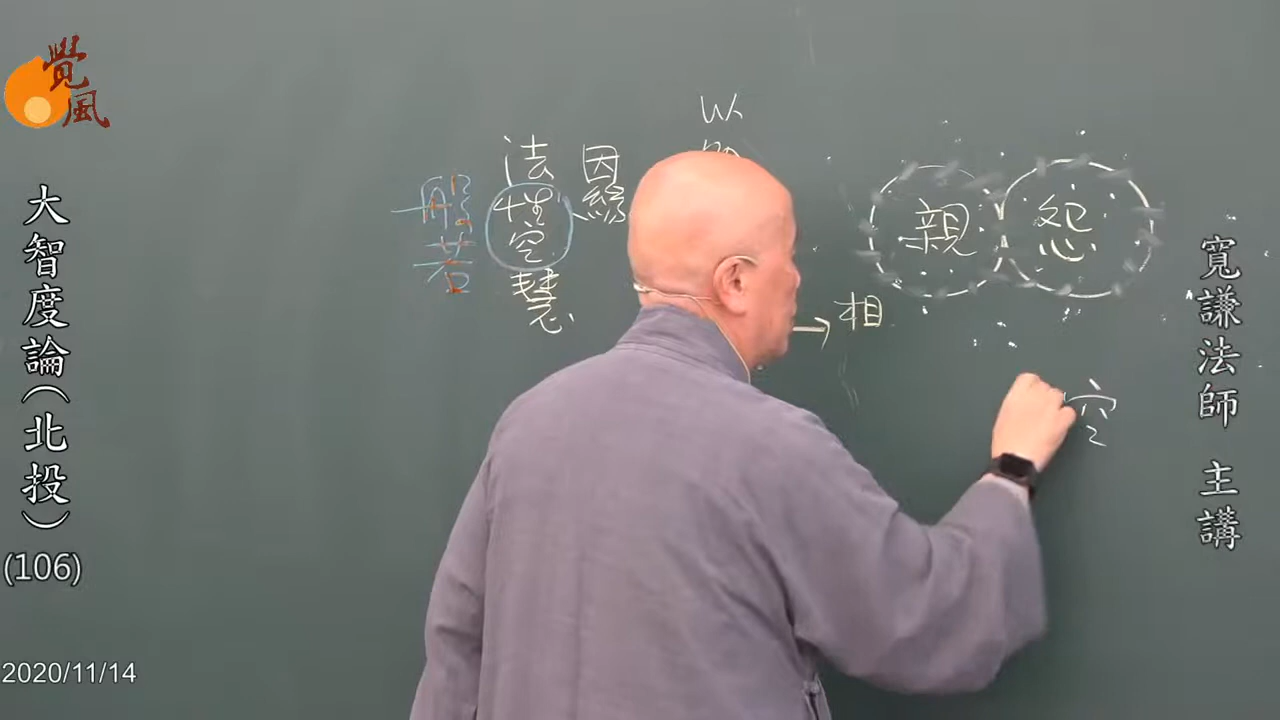 覺風
大智度論(北投)
(106)
2020/11/14
般若
法性空慧
因緣
以
相
親
怨
空
寬謙法師 主講